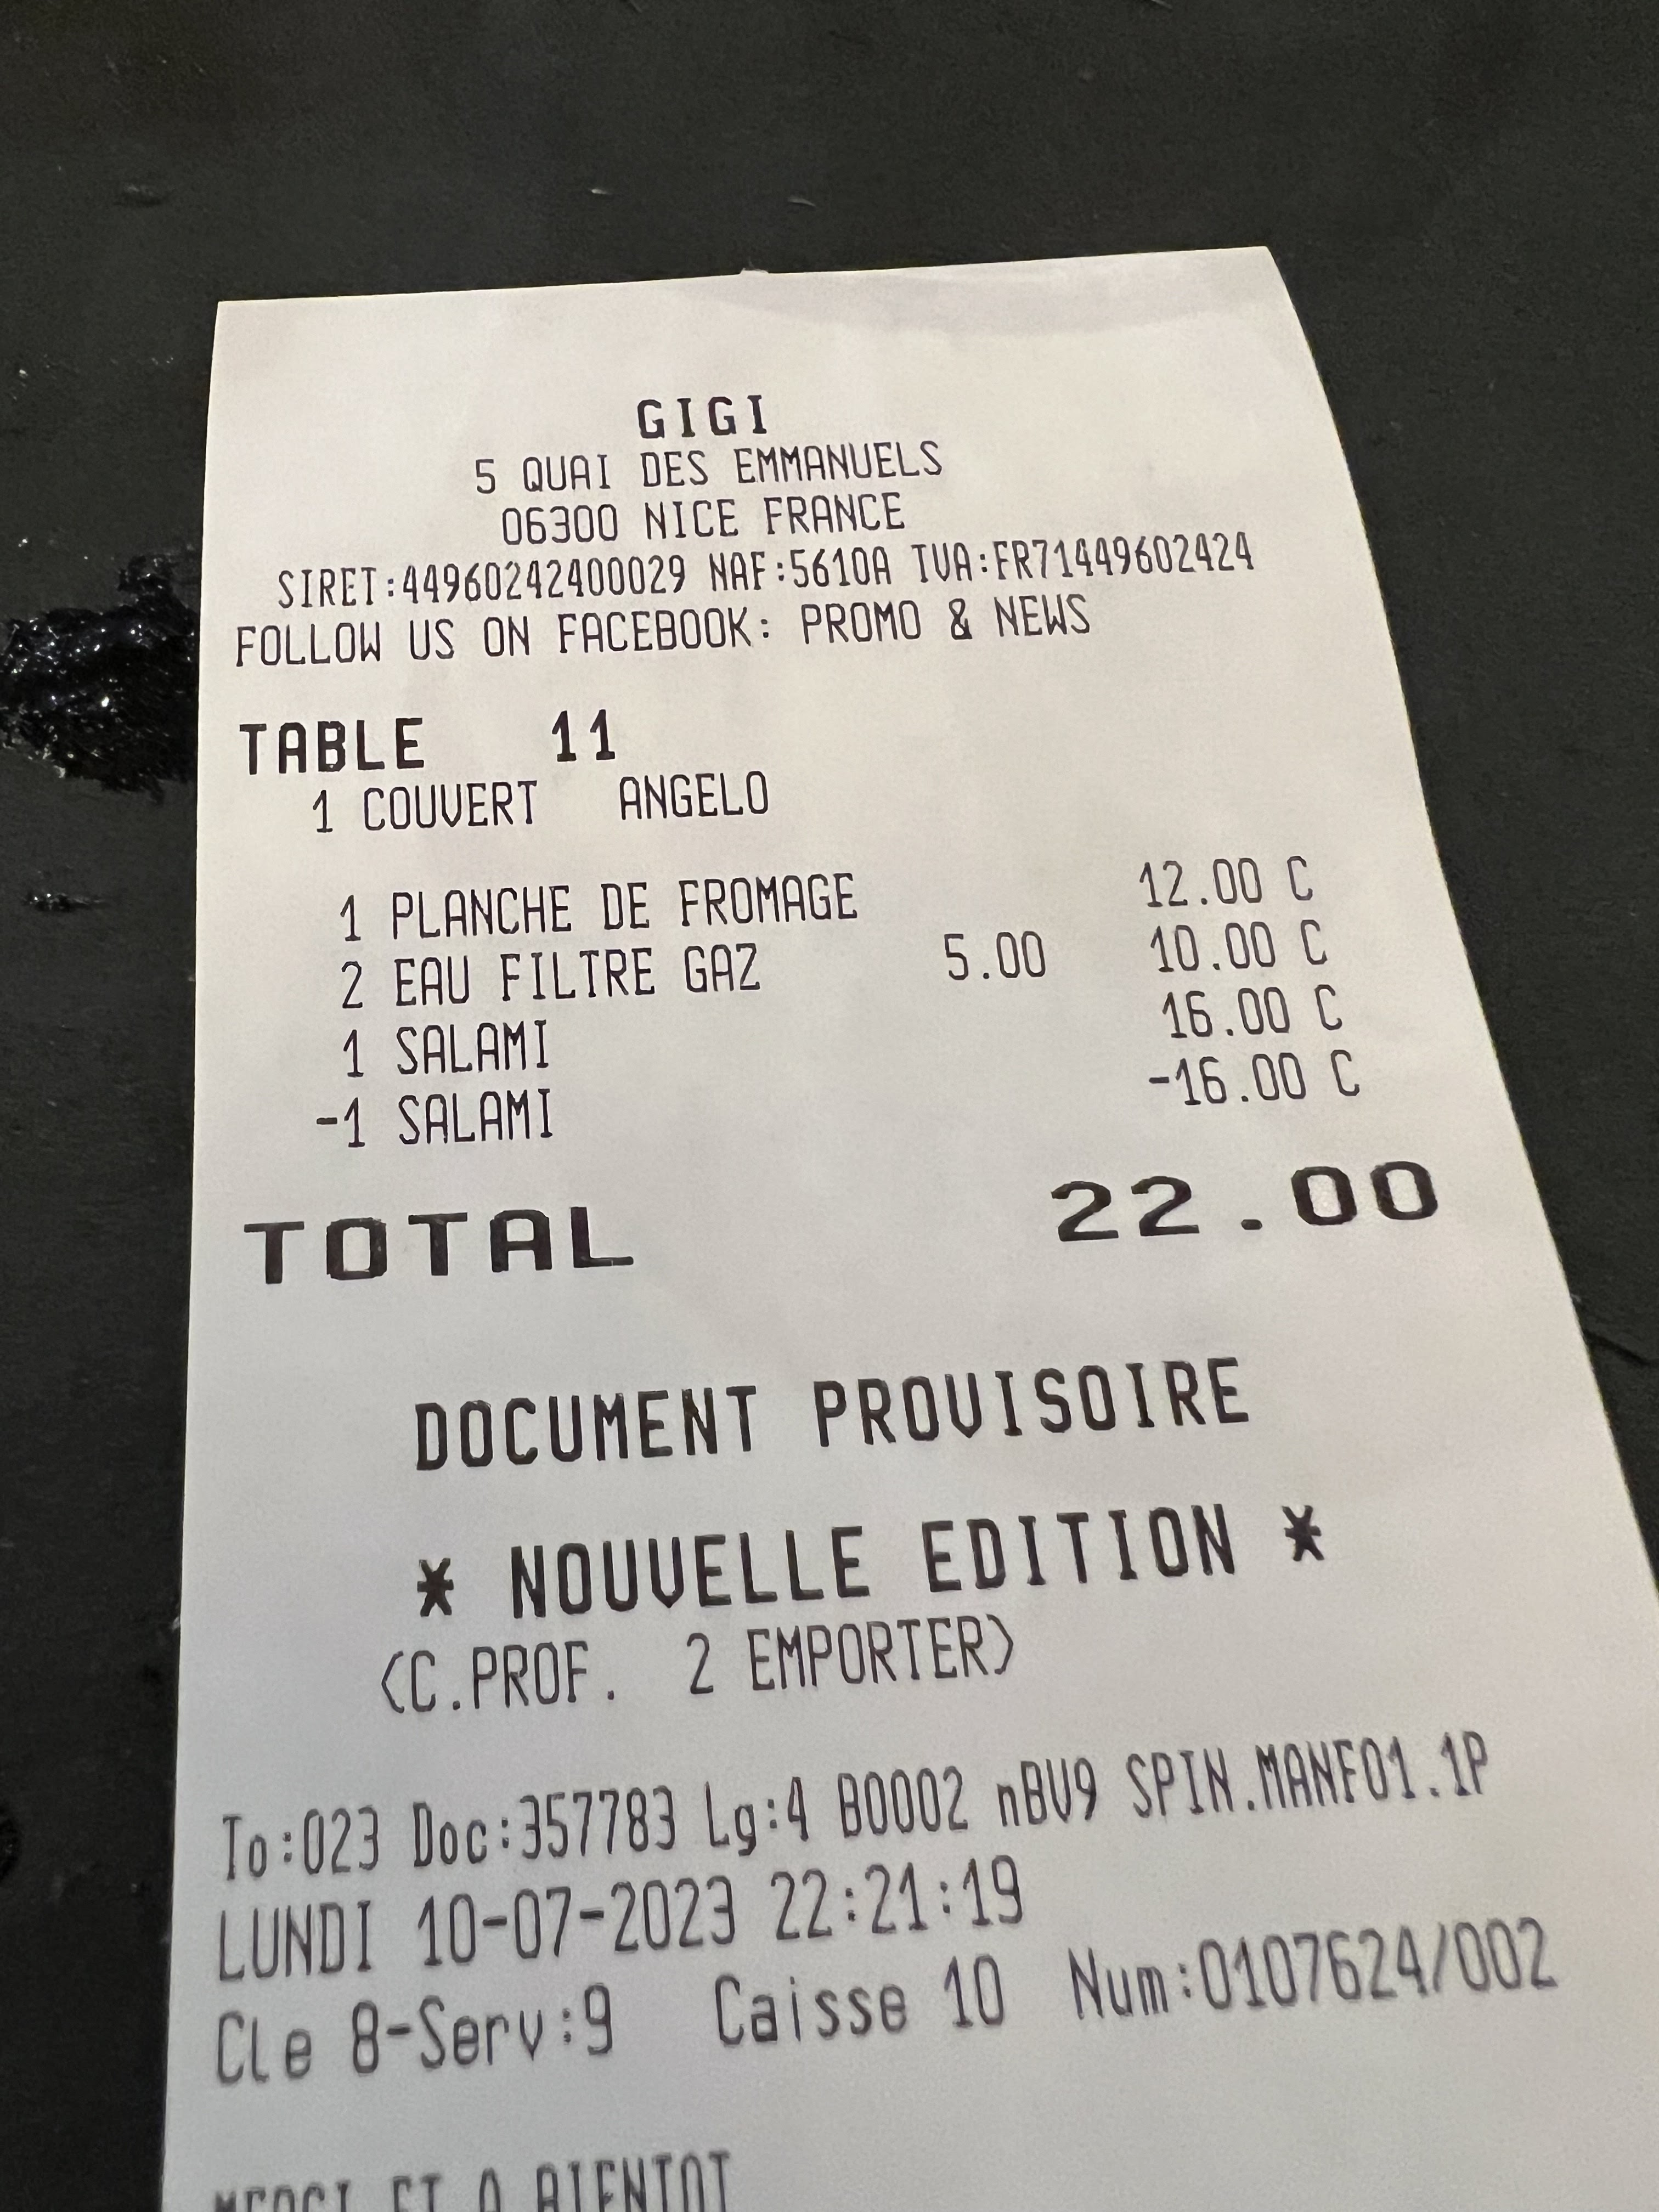 GIGI
5 QUAI DES EMMANUELS
06300 NICE FRANCE
SIRET:44960242400029 NAF:5610A TVA:FR71449602424
FOLLOW US ON FACEBOOK: PROMO & NEWS
TABLE 11
1 COUVERT ANGELO
1 PLANCHE DE FROMAGE 12.00 C
2 EAU FILTRE GAZ 5.00 10.00 C
1 SALAMI 16.00 C
-1 SALAMI -16.00 C
TOTAL 22.00
DOCUMENT PROVISOIRE
* NOUVELLE EDITION *
(C.PROF. 2 EMPORTER)
To:023 Doc:357783 Lg:4 B0002 nBV9 SPIN.MANF01.1P
LUNDI 10-07-2023 22:21:19
Cle 8-Serv:9 Caisse 10 Num:0107624/002
MERCI ET A BIENTOT